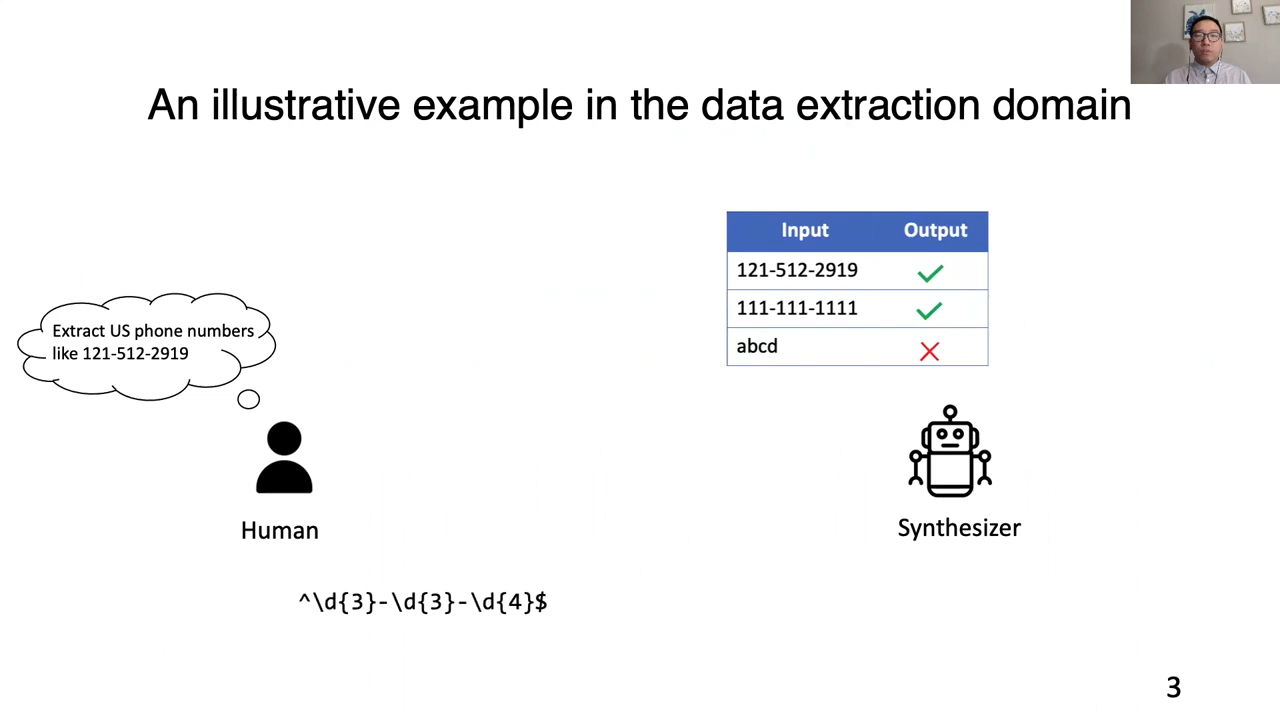 An illustrative example in the data extraction domain
Extract US phone numbers
like 121-512-2919
Human
^\d{3}-\d{3}-\d{4}$
Input Output
121-512-2919
111-111-1111
abcd
Synthesizer
3